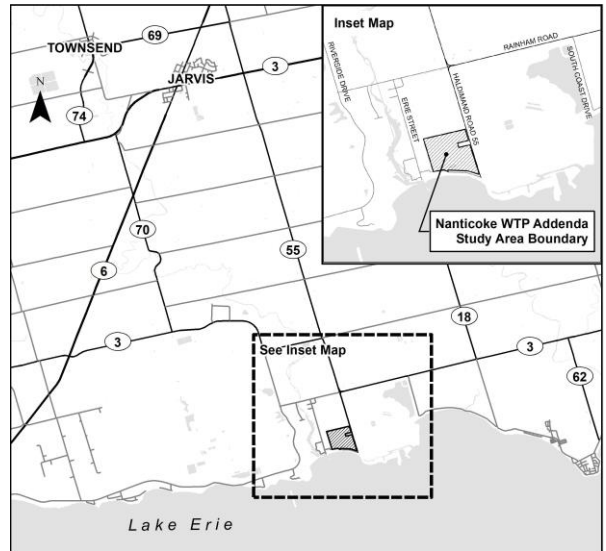 TOWNSEND
69
N
JARVIS
3
74
70
6
55
3
18
3
62
See Inset Map
Lake Erie
Inset Map
RIVERSIDE DRIVE
ERIE STREET
HALDIMAND ROAD 55
RAINHAM ROAD
SOUTH COAST DRIVE
Nanticoke WTP Addenda
Study Area Boundary